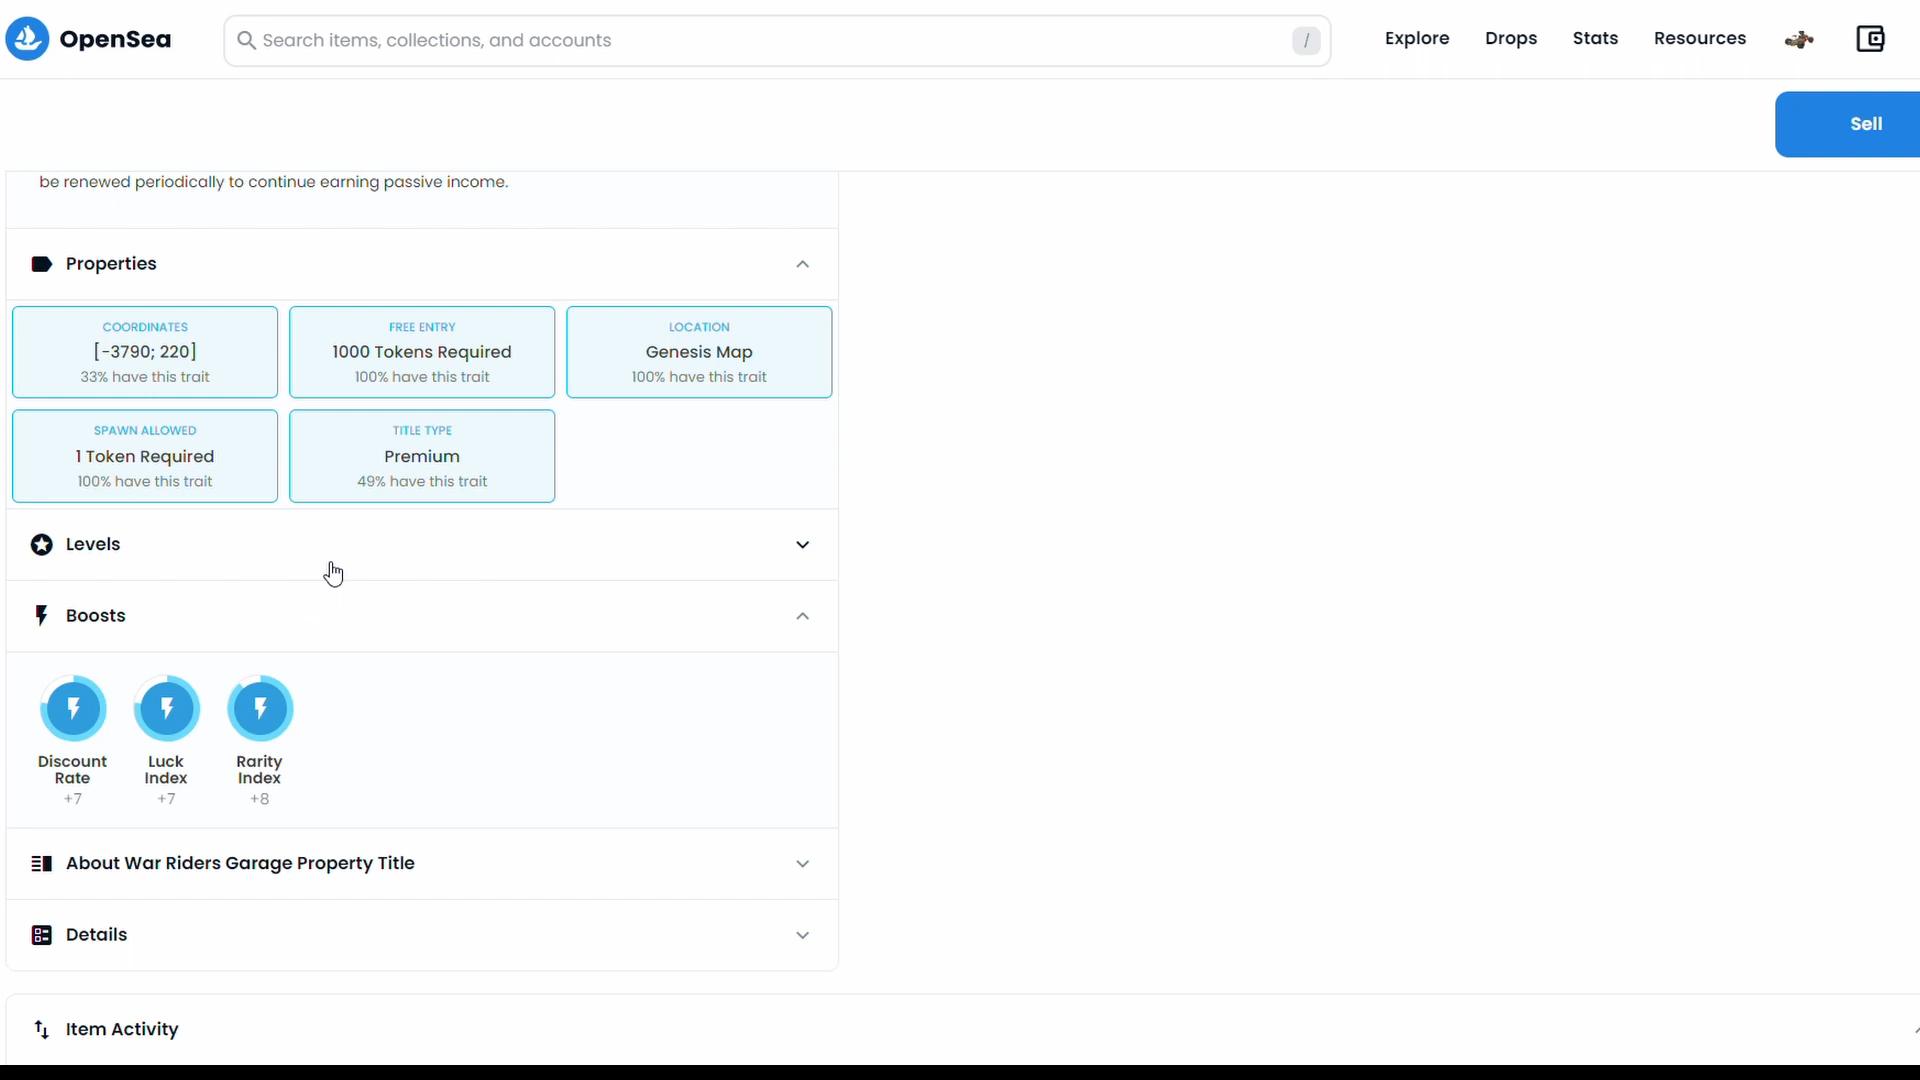 OpenSea
Search items, collections, and accounts
/
Explore
Drops
Stats
Resources
Sell
be renewed periodically to continue earning passive income.
Properties
COORDINATES
[-3790; 220]
33% have this trait
FREE ENTRY
1000 Tokens Required
100% have this trait
LOCATION
Genesis Map
100% have this trait
SPAWN ALLOWED
1 Token Required
100% have this trait
TITLE TYPE
Premium
49% have this trait
Levels
Boosts
Discount
Rate
+7
Luck
Index
+7
Rarity
Index
+8
About War Riders Garage Property Title
Details
Item Activity